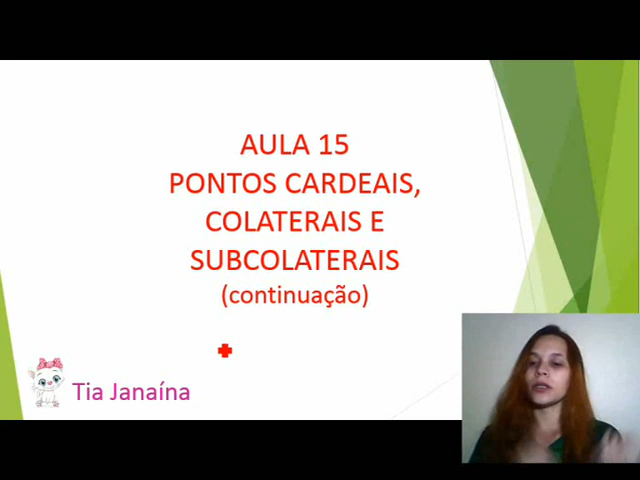 AULA 15
PONTOS CARDEAIS,
COLATERAIS E
SUBCOLATERAIS
(continuação)
Tia Janaína